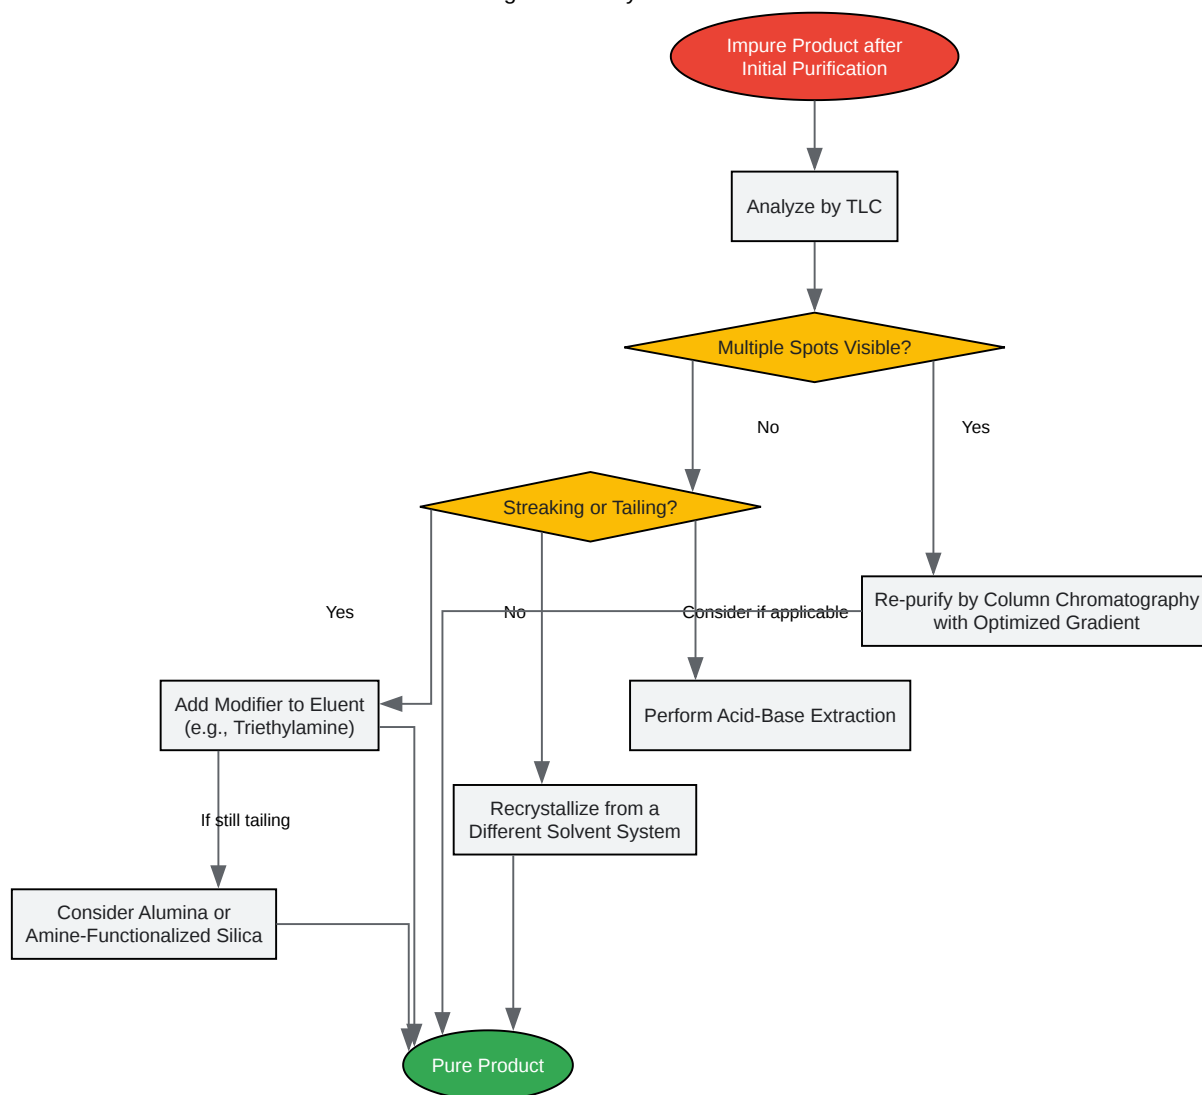 Impure Product after
Initial Purification
Analyze by TLC
Multiple Spots Visible?
No
Yes
Streaking or Tailing?
Re-purify by Column Chromatography
with Optimized Gradient
Yes
No
Consider if applicable
Add Modifier to Eluent
(e.g., Triethylamine)
Perform Acid-Base Extraction
If still tailing
Recrystallize from a
Different Solvent System
Consider Alumina or
Amine-Functionalized Silica
Pure Product